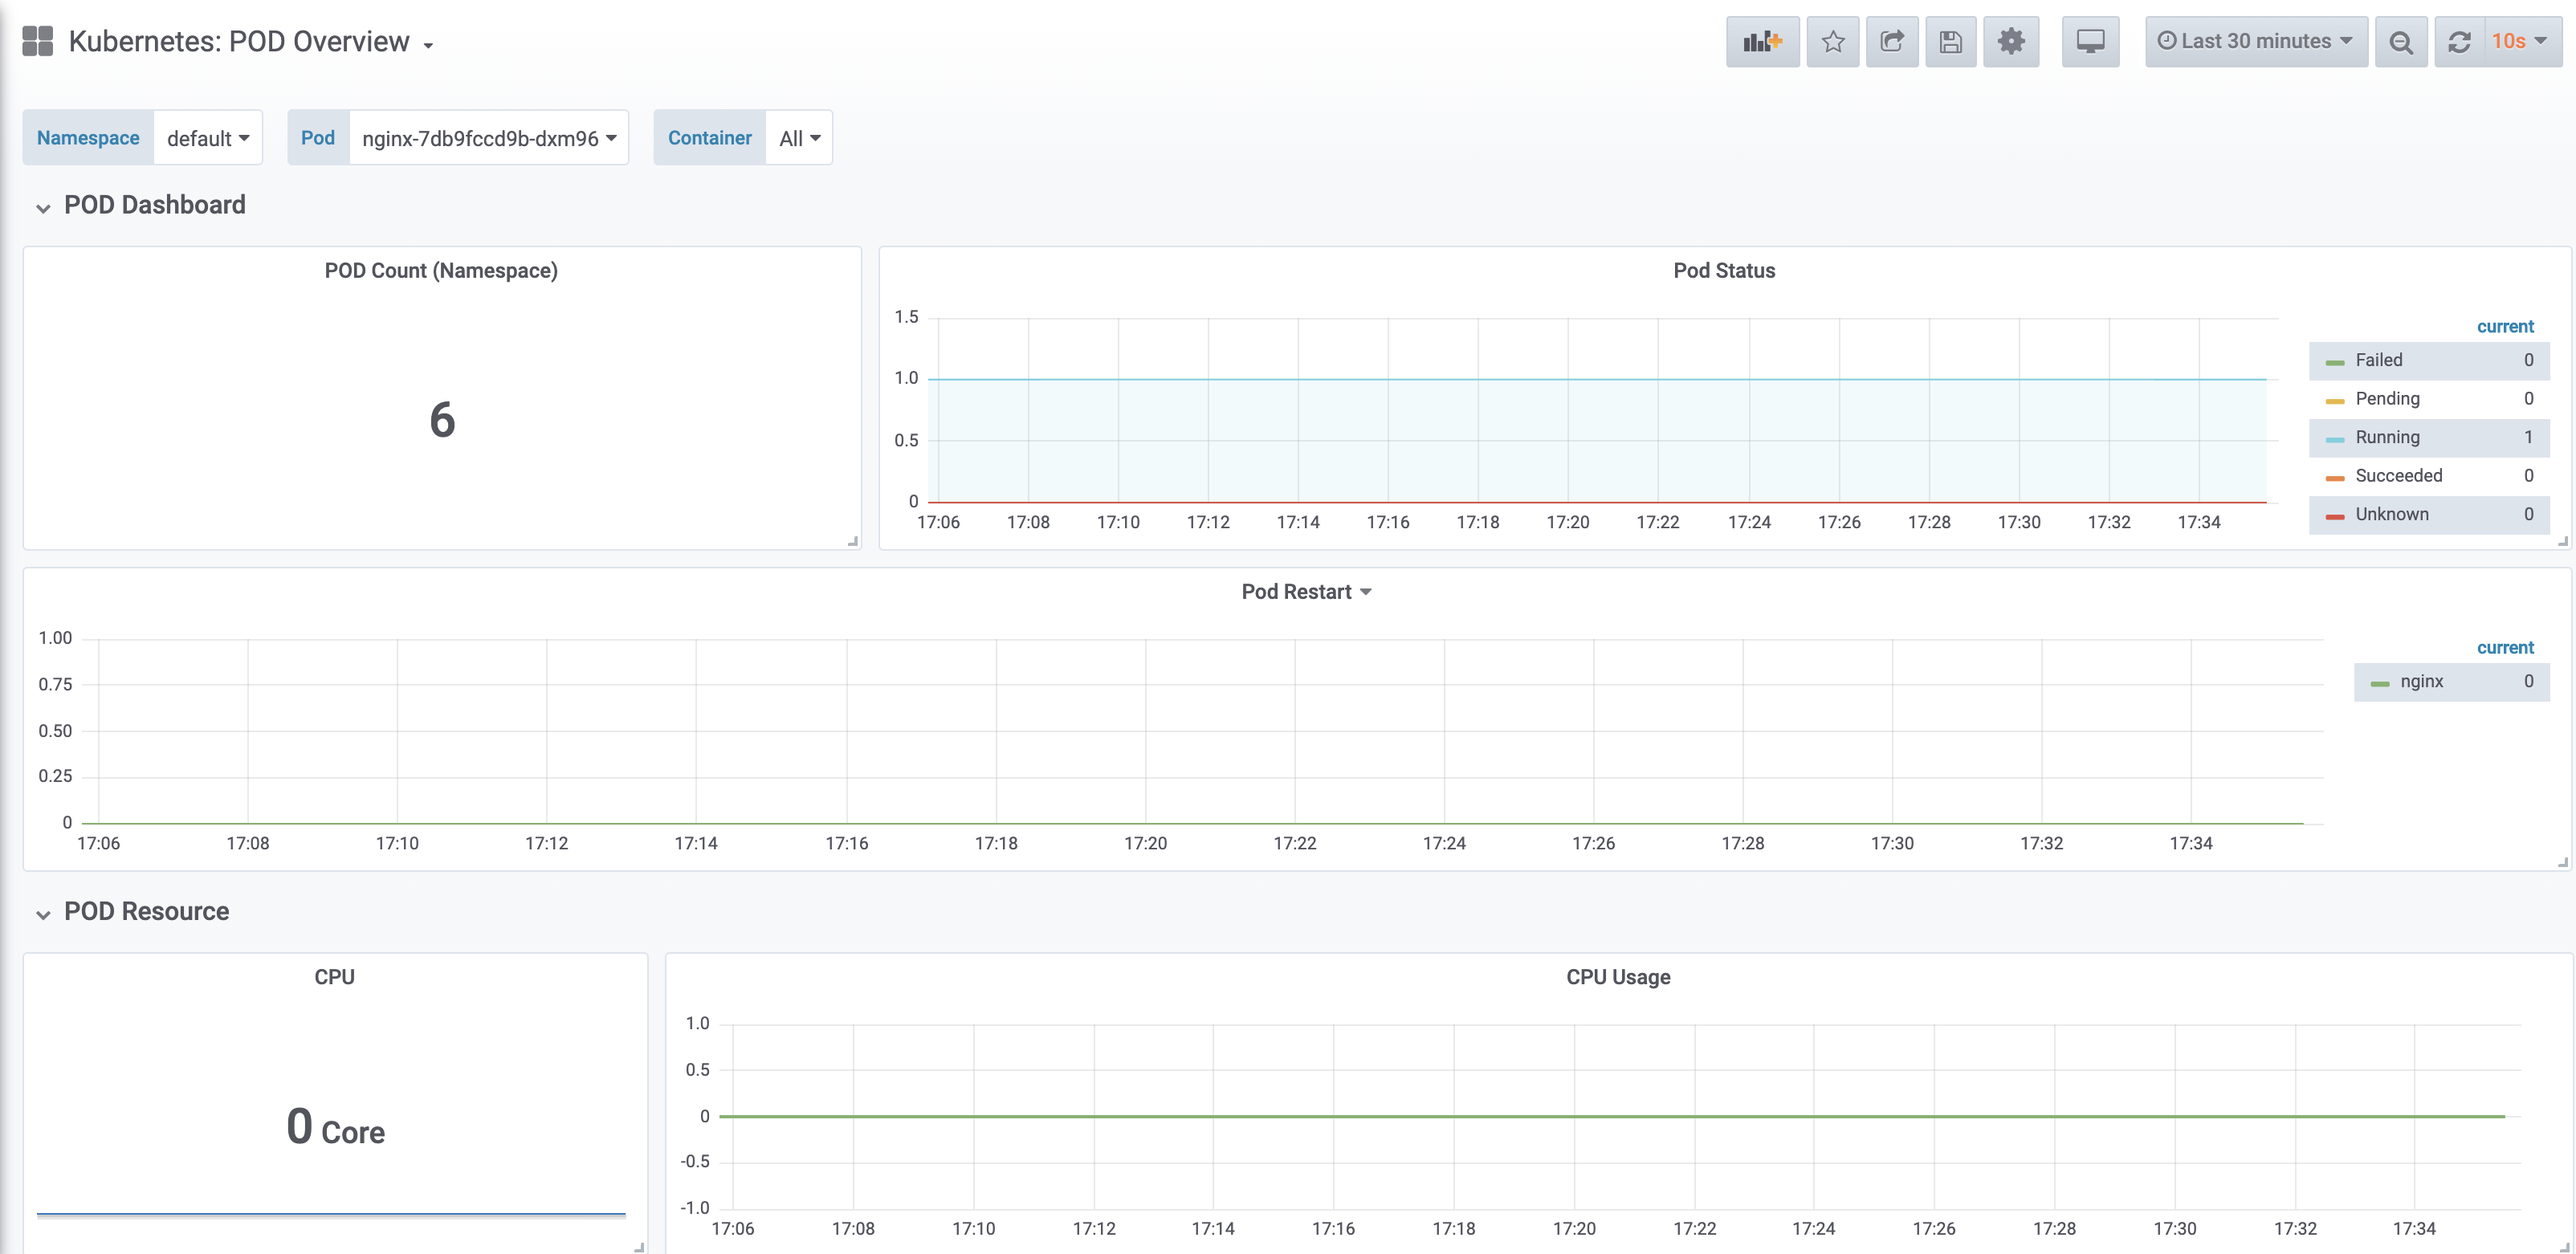 Kubernetes: POD Overview
Last 30 minutes
10s
Namespace default Pod nginx-7db9fccd9b-dxm96 Container All
POD Dashboard
POD Count (Namespace)
6
Pod Status
1.5
1.0
0.5
0
17:06 17:08 17:10 17:12 17:14 17:16 17:18 17:20 17:22 17:24 17:26 17:28 17:30 17:32 17:34
current
Failed 0
Pending 0
Running 1
Succeeded 0
Unknown 0
Pod Restart
1.00
0.75
0.50
0.25
0
17:06 17:08 17:10 17:12 17:14 17:16 17:18 17:20 17:22 17:24 17:26 17:28 17:30 17:32 17:34
current
nginx 0
POD Resource
CPU
0 Core
CPU Usage
1.0
0.5
0
-0.5
-1.0
17:06 17:08 17:10 17:12 17:14 17:16 17:18 17:20 17:22 17:24 17:26 17:28 17:30 17:32 17:34